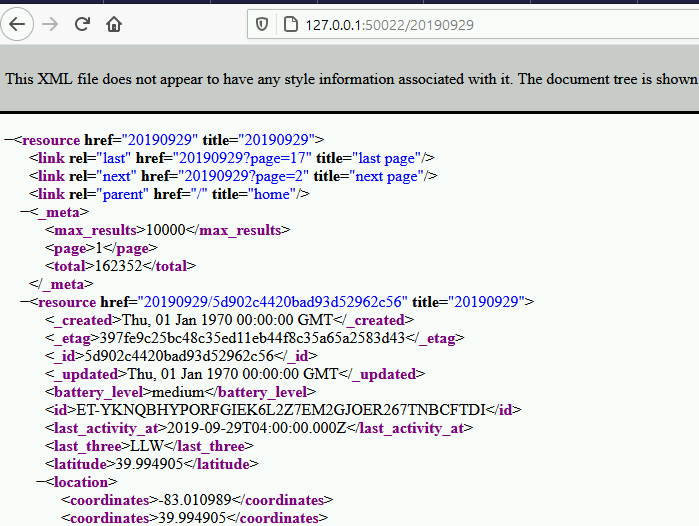 127.0.0.1:50022/20190929
This XML file does not appear to have any style information associated with it. The document tree is shown
−<resource href="20190929" title="20190929">
<link rel="last" href="20190929?page=17" title="last page"/>
<link rel="next" href="20190929?page=2" title="next page"/>
<link rel="parent" href="/" title="home"/>
−<_meta>
<max_results>10000</max_results>
<page>1</page>
<total>162352</total>
</_meta>
−<resource href="20190929/5d902c4420bad93d52962c56" title="20190929">
<_created>Thu, 01 Jan 1970 00:00:00 GMT</_created>
<_etag>397fe9c25bc48c35ed11eb44f8c35a65a2583d43</_etag>
<_id>5d902c4420bad93d52962c56</_id>
<_updated>Thu, 01 Jan 1970 00:00:00 GMT</_updated>
<battery_level>medium</battery_level>
<id>ET-YKNQBHYPORFGIEK6L2Z7EM2GJOER267TNBCFTDI</id>
<last_activity_at>2019-09-29T04:00:00.000Z</last_activity_at>
<last_three>LLW</last_three>
<latitude>39.994905</latitude>
−<location>
<coordinates>-83.010989</coordinates>
<coordinates>39.994905</coordinates>